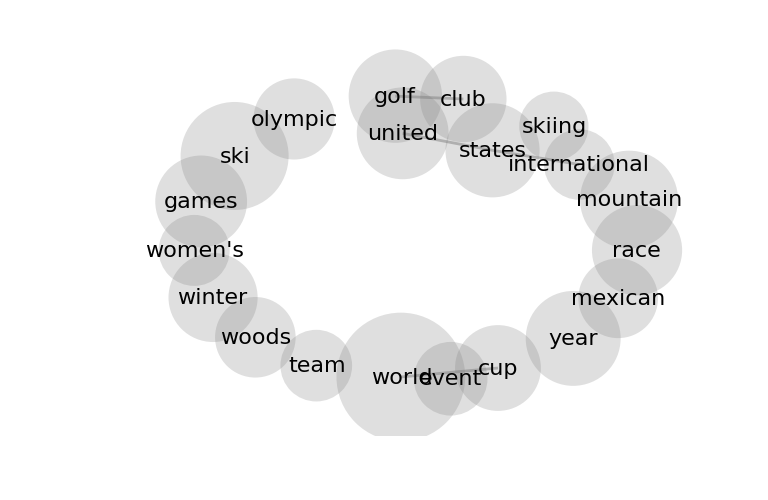 golf
club
olympic
skiing
united
states
ski
international
games
mountain
women's
race
winter
mexican
woods
year
team
world
event
cup